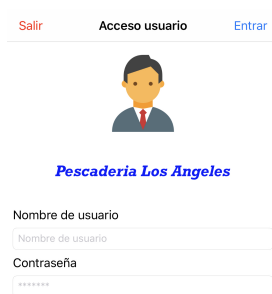 Salir Acceso usuario Entrar
Pescaderia Los Angeles
Nombre de usuario
Nombre de usuario
Contraseña
*******